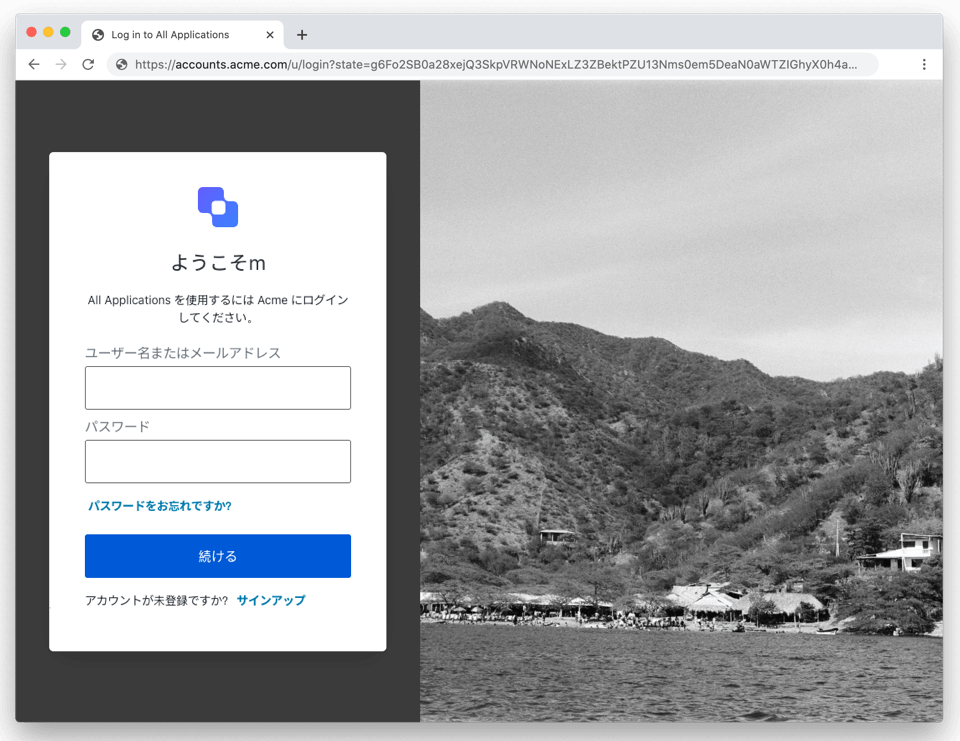 Log in to All Applications
https://accounts.acme.com/u/login?state=g6Fo2SB0a28xejQ3SkpVRWNoNExLZ3ZBektPZU13Nms0em5DeaN0aWTZIGhyX0h4a...
ようこそm
All Applications を使用するには Acme にログイン
してください。
ユーザー名またはメールアドレス
パスワード
パスワードをお忘れですか?
続ける
アカウントが未登録ですか? サインアップ